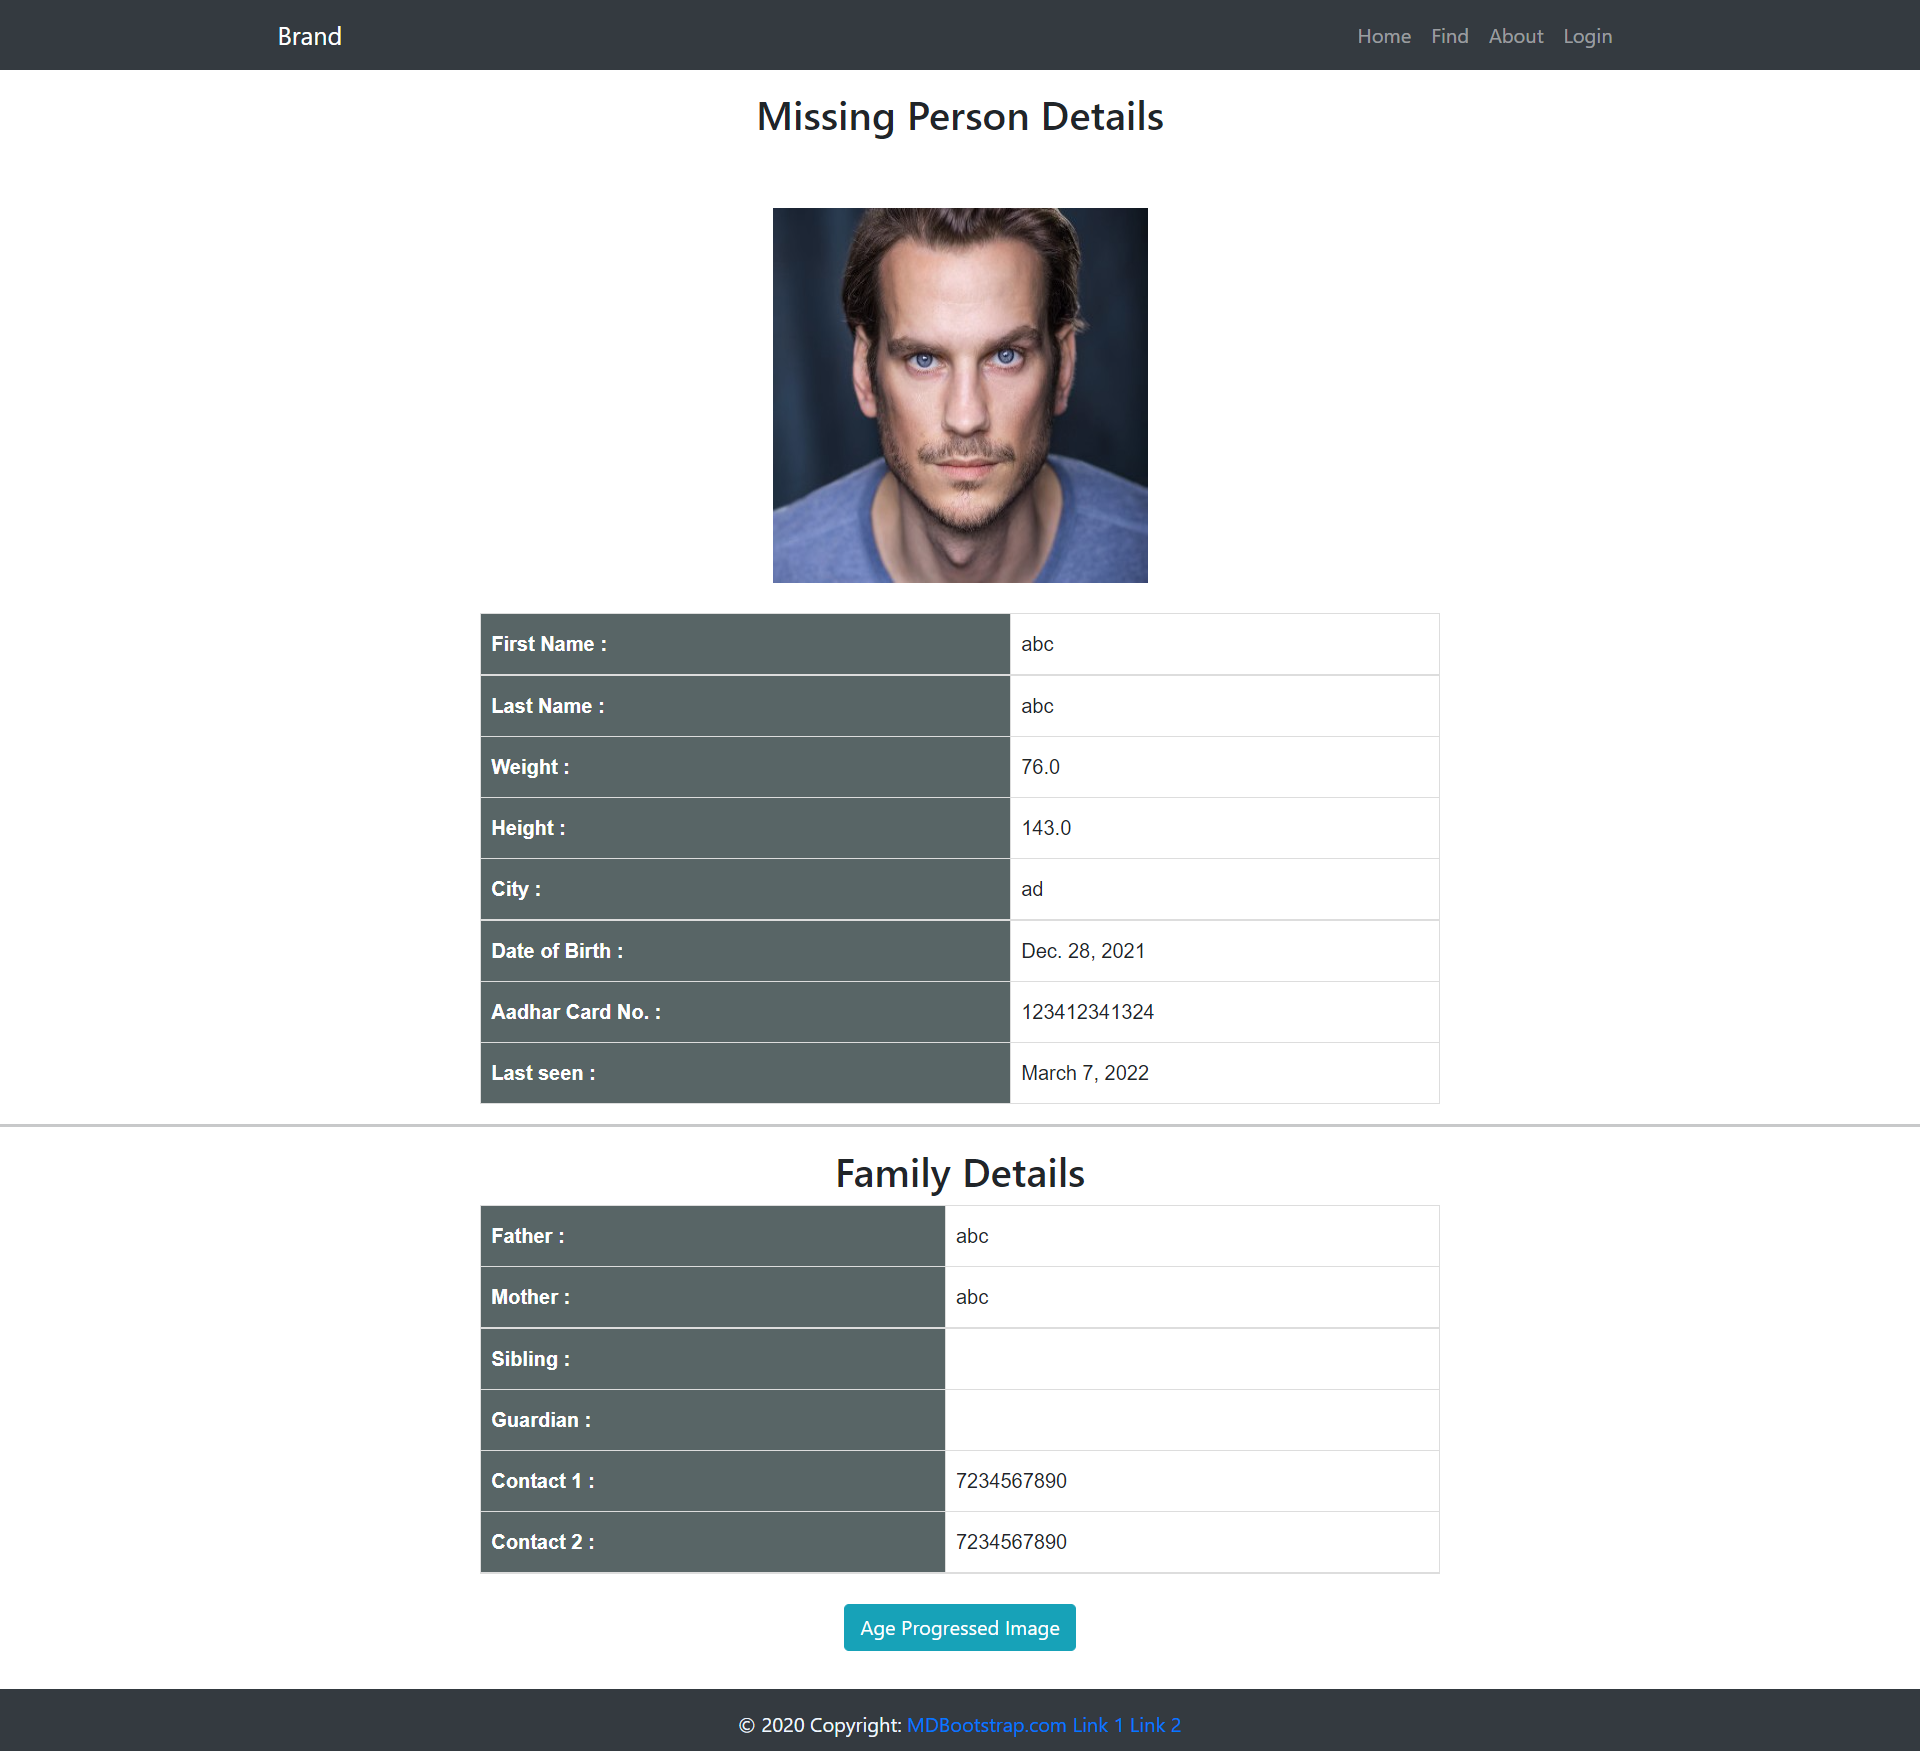 Brand
Home Find About Login
Missing Person Details
First Name : abc
Last Name : abc
Weight : 76.0
Height : 143.0
City : ad
Date of Birth : Dec. 28, 2021
Aadhar Card No. : 123412341324
Last seen : March 7, 2022
Family Details
Father : abc
Mother : abc
Sibling :
Guardian :
Contact 1 : 7234567890
Contact 2 : 7234567890
Age Progressed Image
© 2020 Copyright: MDBootstrap.com Link 1 Link 2